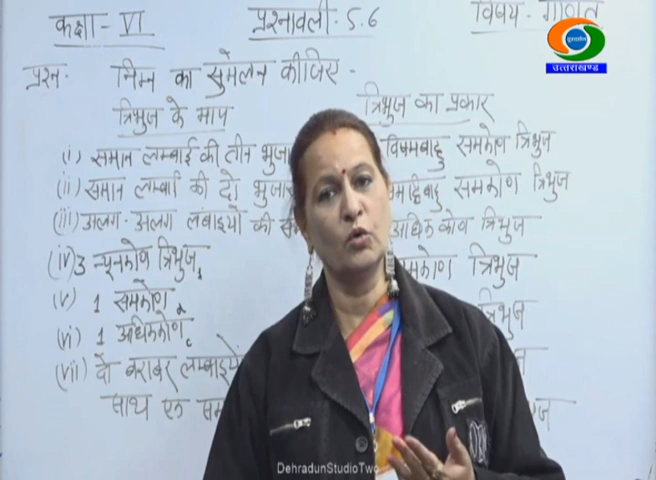 कक्षा - VI प्रश्नावली - 5.6 विषय - गणित
उत्तराखण्ड
प्रश्न - निम्न का सुमेलन कीजिए -
त्रिभुज के माप त्रिभुज का प्रकार
(i) समान लम्बाई की तीन भुजा विषमबाहु समकोण त्रिभुज
(ii) समान लम्बाई की दो भुजा द्विबाहु समकोण त्रिभुज
(iii) अलग-अलग लंबाइयों की अधिक कोण त्रिभुज
(iv) 3 न्यूनकोण त्रिभुज, समकोण त्रिभुज
(v) 1 समकोण त्रिभुज
(vi) 1 अधिककोण
(vii) दो बराबर लम्बाइयों
साथ एक
DehradunStudioTwo